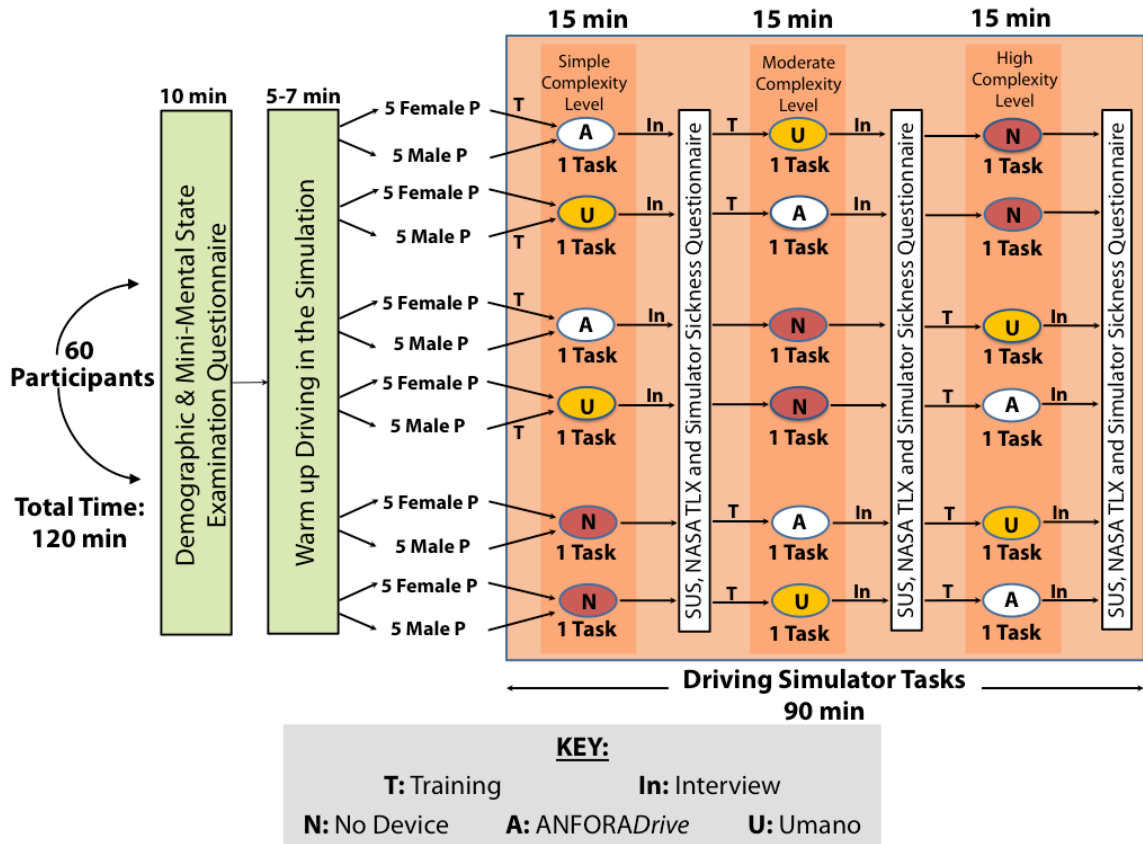 15 min
15 min
15 min
10 min
5-7 min
Simple
Complexity
Level
Moderate
Complexity
Level
High
Complexity
Level
60
Participants
Total Time:
120 min
Demographic & Mini-Mental State
Examination Questionnaire
Warm up Driving in the Simulation
5 Female P
T
5 Male P
A
1 Task
In
T
U
1 Task
In
N
1 Task
5 Female P
5 Male P
T
U
1 Task
In
T
A
1 Task
In
N
1 Task
5 Female P
T
5 Male P
A
1 Task
In
N
1 Task
T
U
1 Task
In
5 Female P
5 Male P
T
U
1 Task
In
N
1 Task
T
A
1 Task
In
5 Female P
5 Male P
N
1 Task
T
A
1 Task
In
T
U
1 Task
In
5 Female P
5 Male P
N
1 Task
T
U
1 Task
In
T
A
1 Task
In
SUS, NASA TLX and Simulator Sickness Questionnaire
SUS, NASA TLX and Simulator Sickness Questionnaire
SUS, NASA TLX and Simulator Sickness Questionnaire
Driving Simulator Tasks
90 min
KEY:
T: Training In: Interview
N: No Device A: ANFORADrive U: Umano